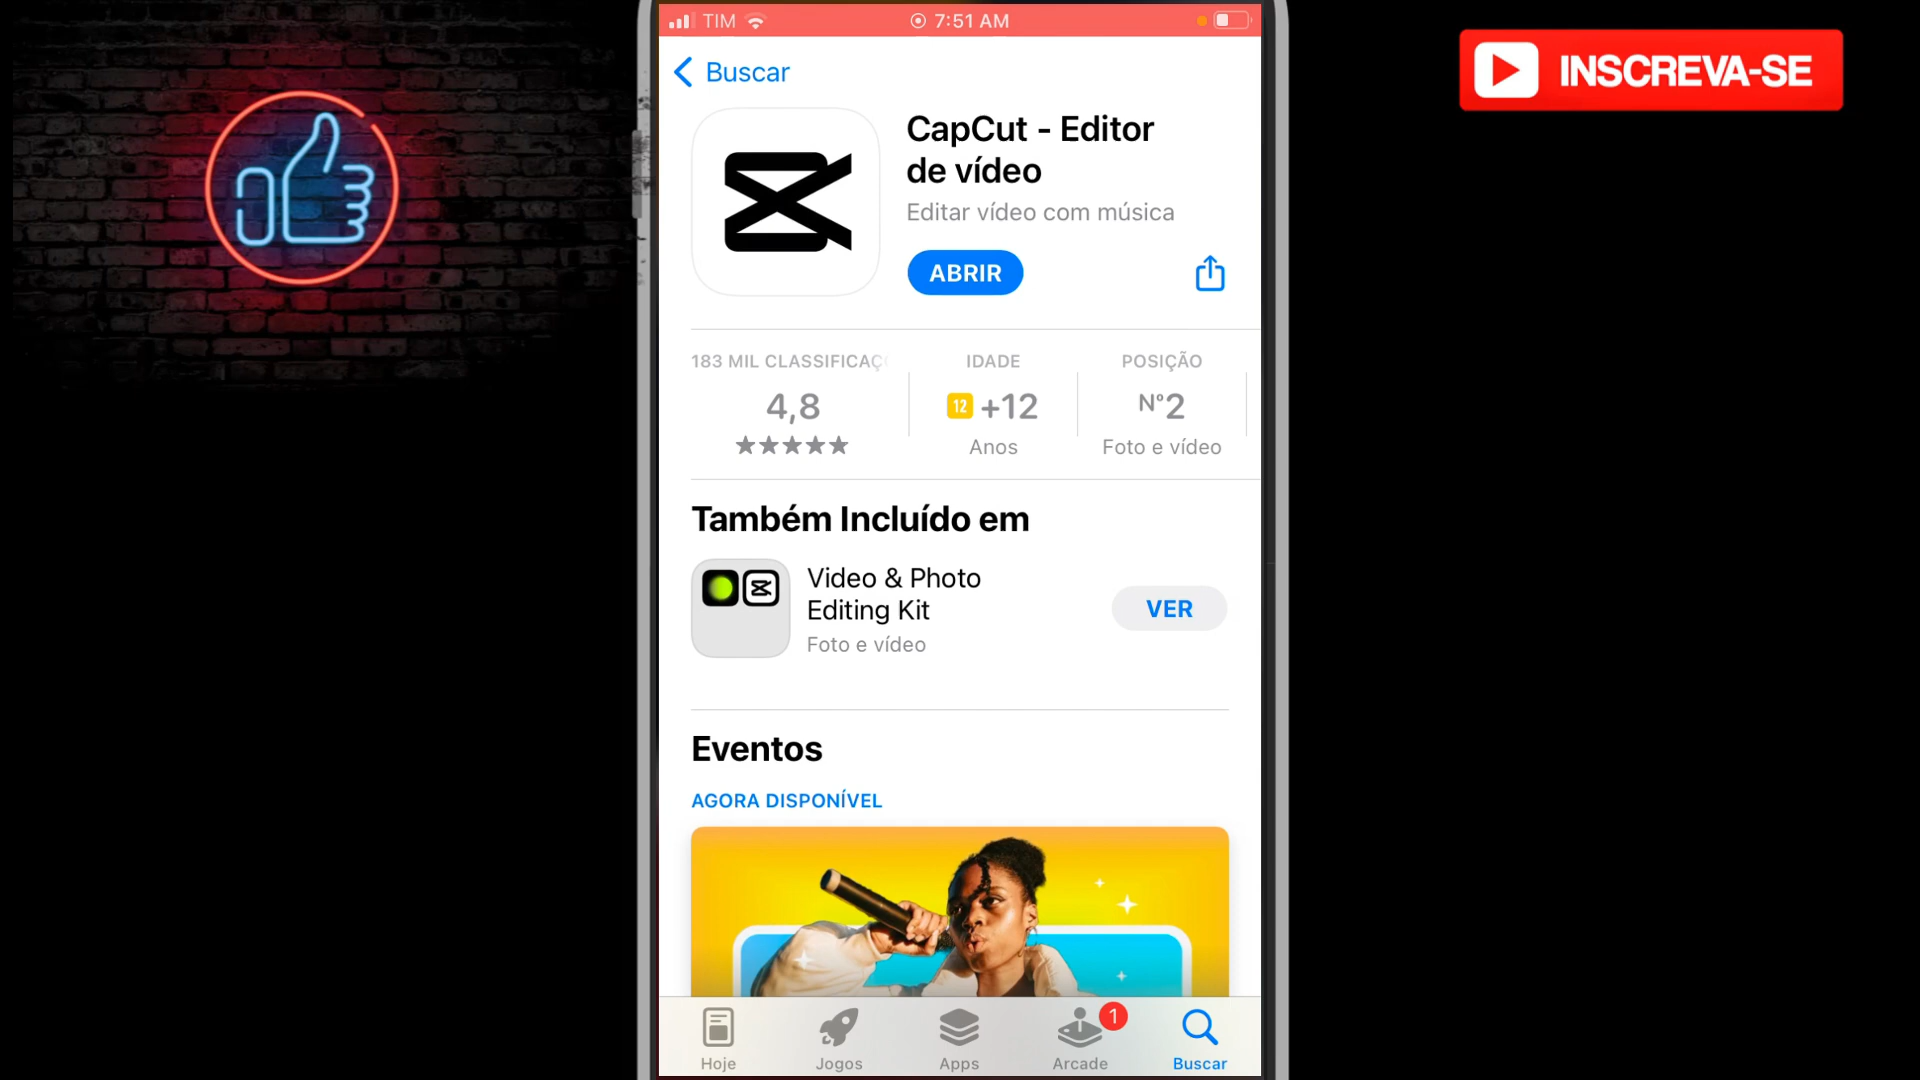 TIM
7:51 AM
Buscar
INSCREVA-SE
CapCut - Editor
de vídeo
Editar vídeo com música
ABRIR
183 MIL CLASSIFICAÇ
4,8
IDADE
12 +12
Anos
POSIÇÃO
Nº2
Foto e vídeo
Também Incluído em
Video & Photo
Editing Kit
Foto e vídeo
VER
Eventos
AGORA DISPONÍVEL
Hoje
Jogos
Apps
1
Arcade
Buscar